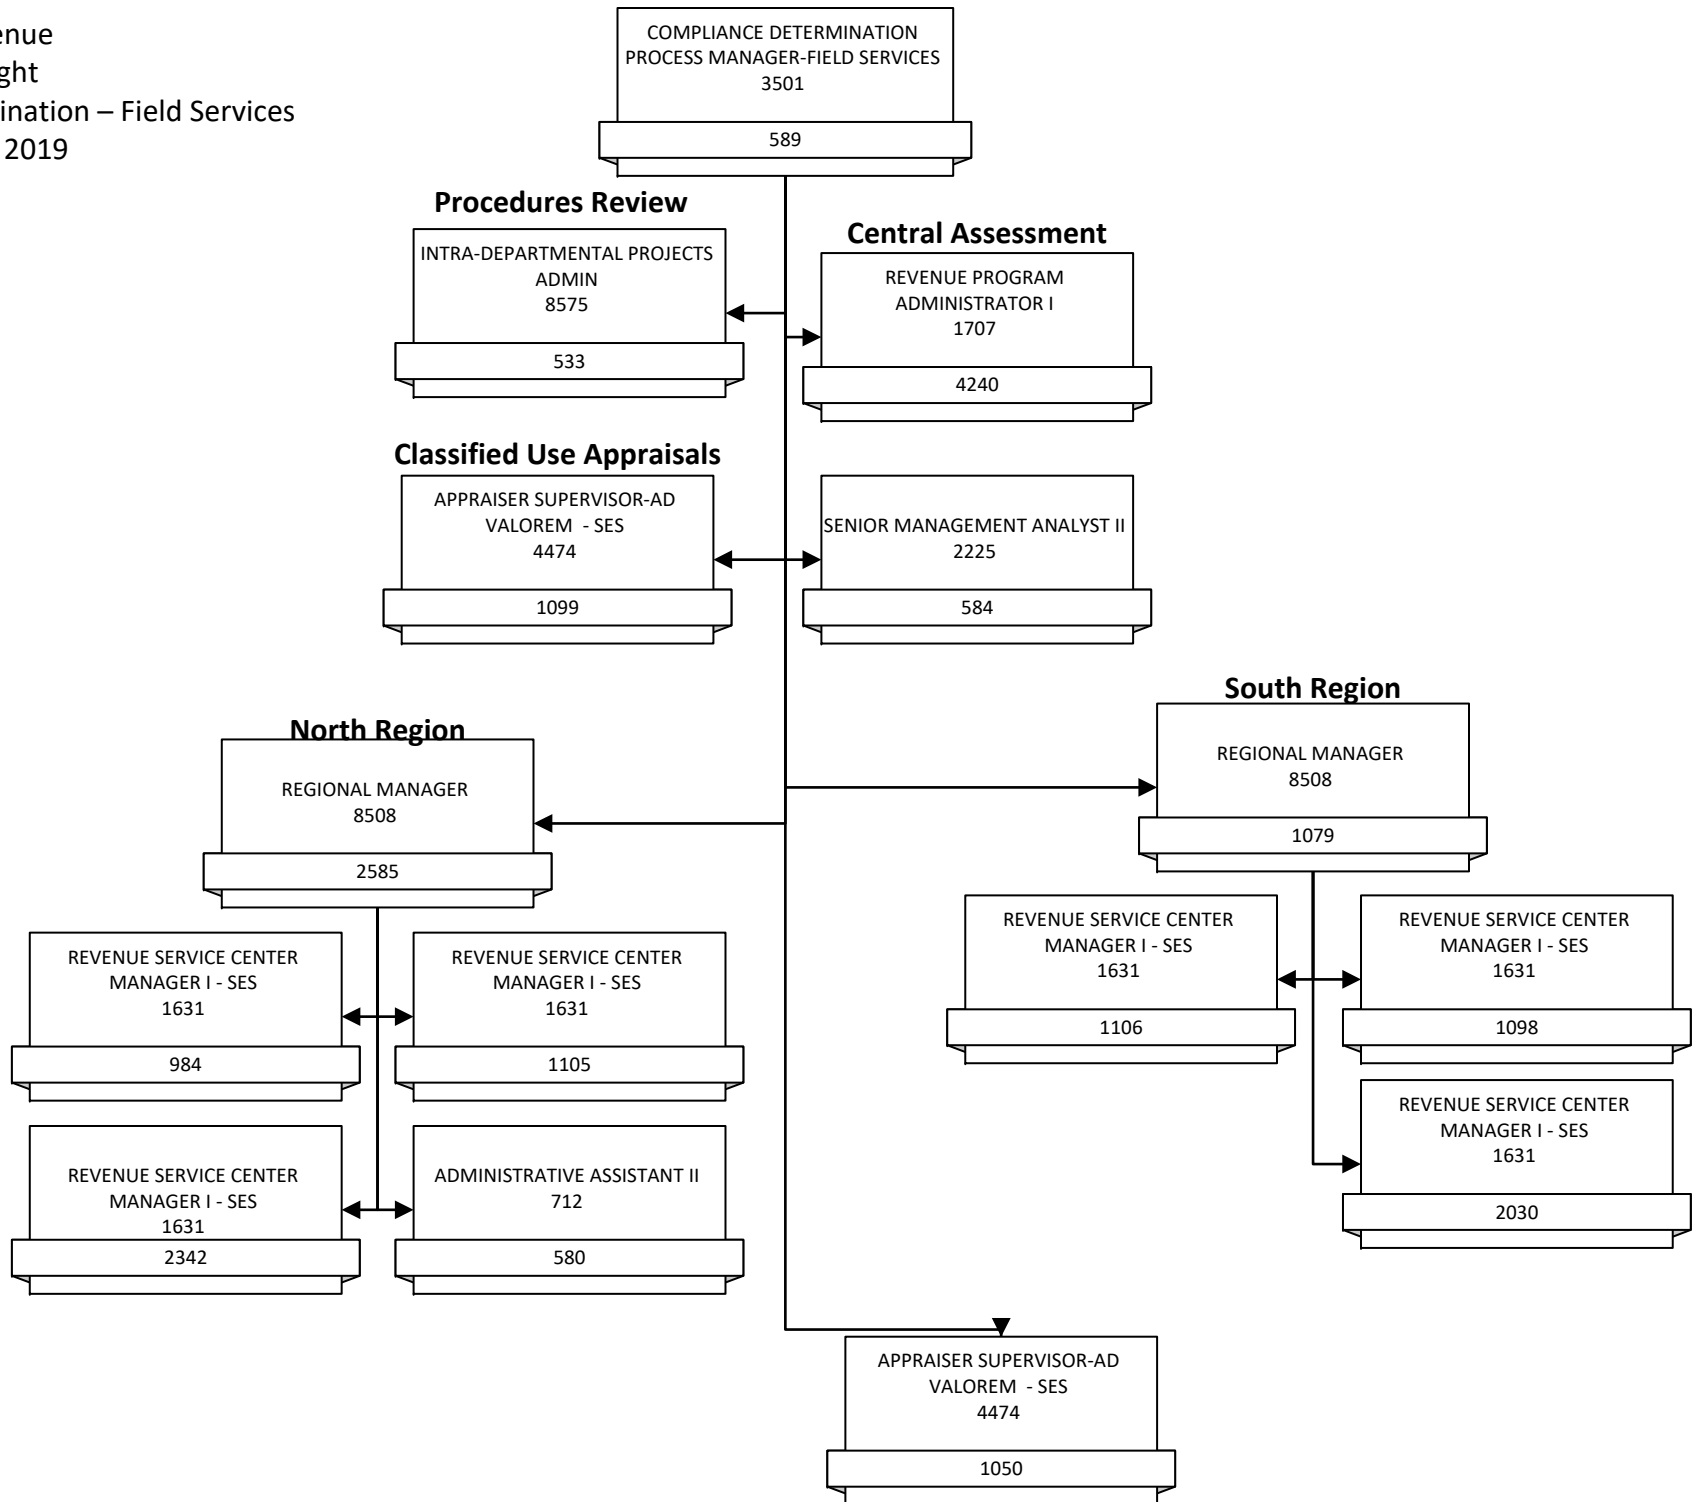 ination – Field Services
2019
COMPLIANCE DETERMINATION
PROCESS MANAGER-FIELD SERVICES
3501
589
Procedures Review
INTRA-DEPARTMENTAL PROJECTS
ADMIN
8575
533
Central Assessment
REVENUE PROGRAM
ADMINISTRATOR I
1707
4240
Classified Use Appraisals
APPRAISER SUPERVISOR-AD
VALOREM - SES
4474
1099
SENIOR MANAGEMENT ANALYST II
2225
584
North Region
REGIONAL MANAGER
8508
2585
South Region
REGIONAL MANAGER
8508
1079
REVENUE SERVICE CENTER
MANAGER I - SES
1631
984
REVENUE SERVICE CENTER
MANAGER I - SES
1631
1105
REVENUE SERVICE CENTER
MANAGER I - SES
1631
1106
REVENUE SERVICE CENTER
MANAGER I - SES
1631
1098
REVENUE SERVICE CENTER
MANAGER I - SES
1631
2342
ADMINISTRATIVE ASSISTANT II
712
580
REVENUE SERVICE CENTER
MANAGER I - SES
1631
2030
APPRAISER SUPERVISOR-AD
VALOREM - SES
4474
1050